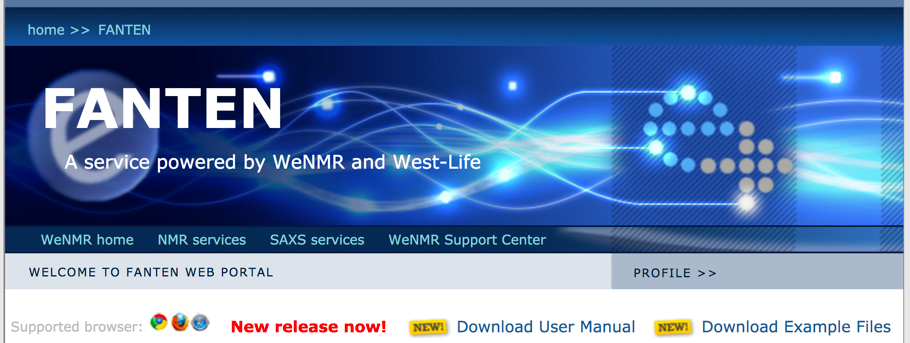 home >> FANTEN
FANTEN
A service powered by WeNMR and West-Life
WeNMR home NMR services SAXS services WeNMR Support Center
WELCOME TO FANTEN WEB PORTAL PROFILE >>
Supported browser: New release now! NEW! Download User Manual NEW! Download Example Files